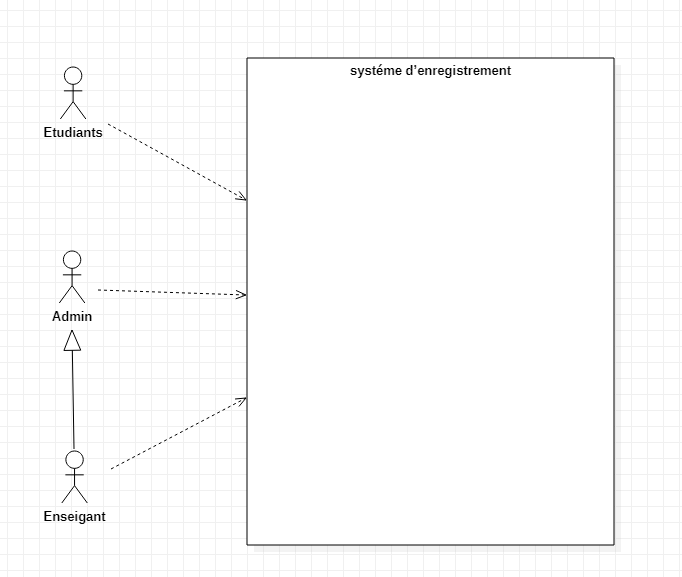 systéme d’enregistrement
Etudiants
Admin
Enseigant